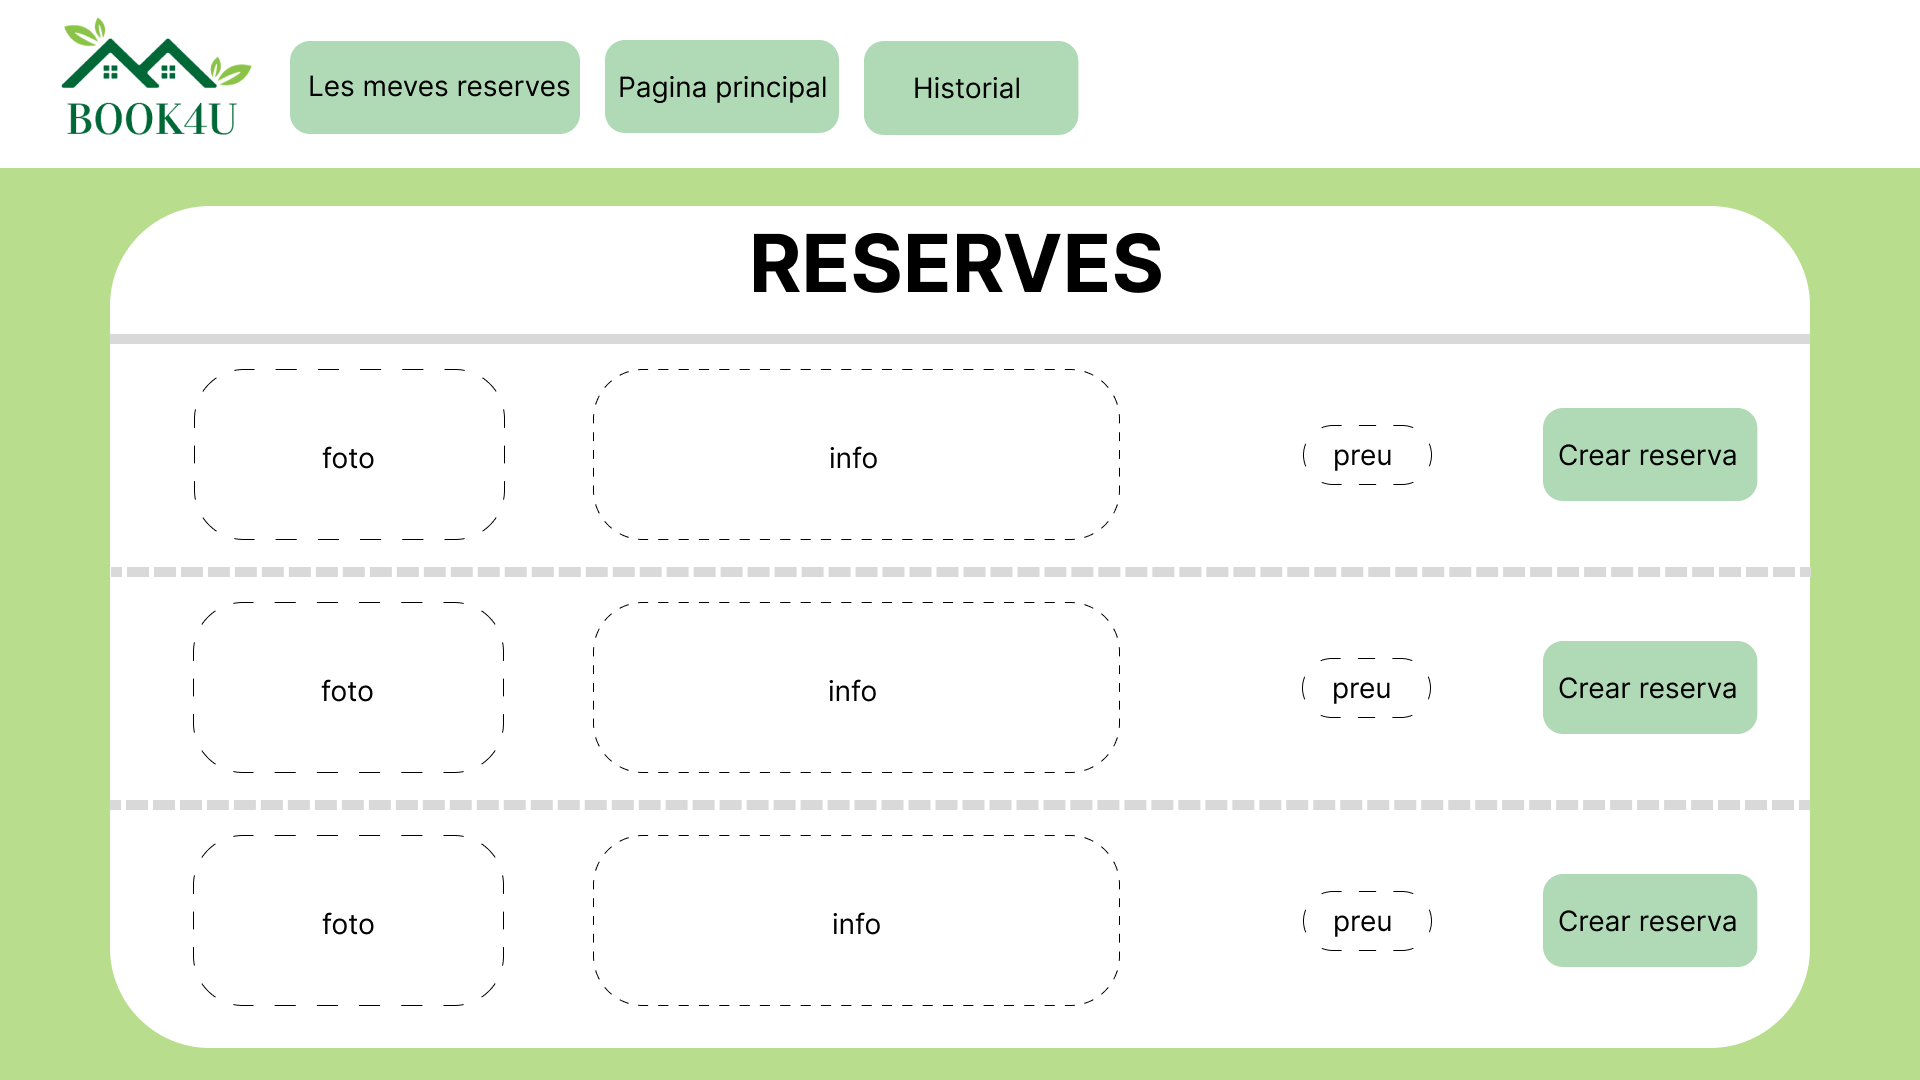 BOOK4U
Les meves reserves
Pagina principal
Historial
RESERVES
foto
info
preu
Crear reserva
foto
info
preu
Crear reserva
foto
info
preu
Crear reserva